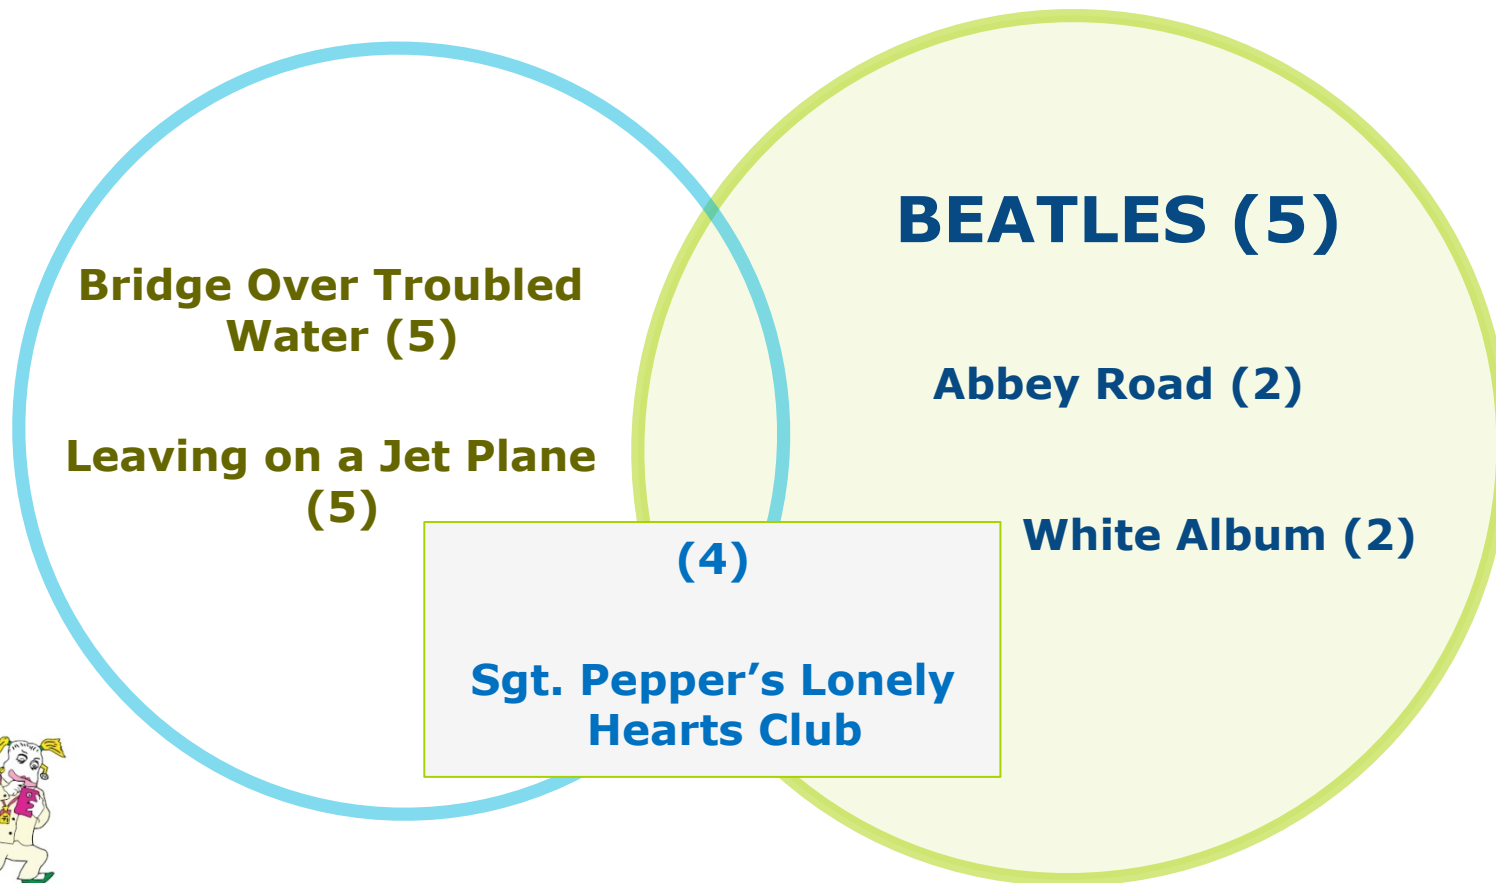 Bridge Over Troubled
Water (5)
Leaving on a Jet Plane
(5)
BEATLES (5)
Abbey Road (2)
White Album (2)
(4)
Sgt. Pepper’s Lonely
Hearts Club